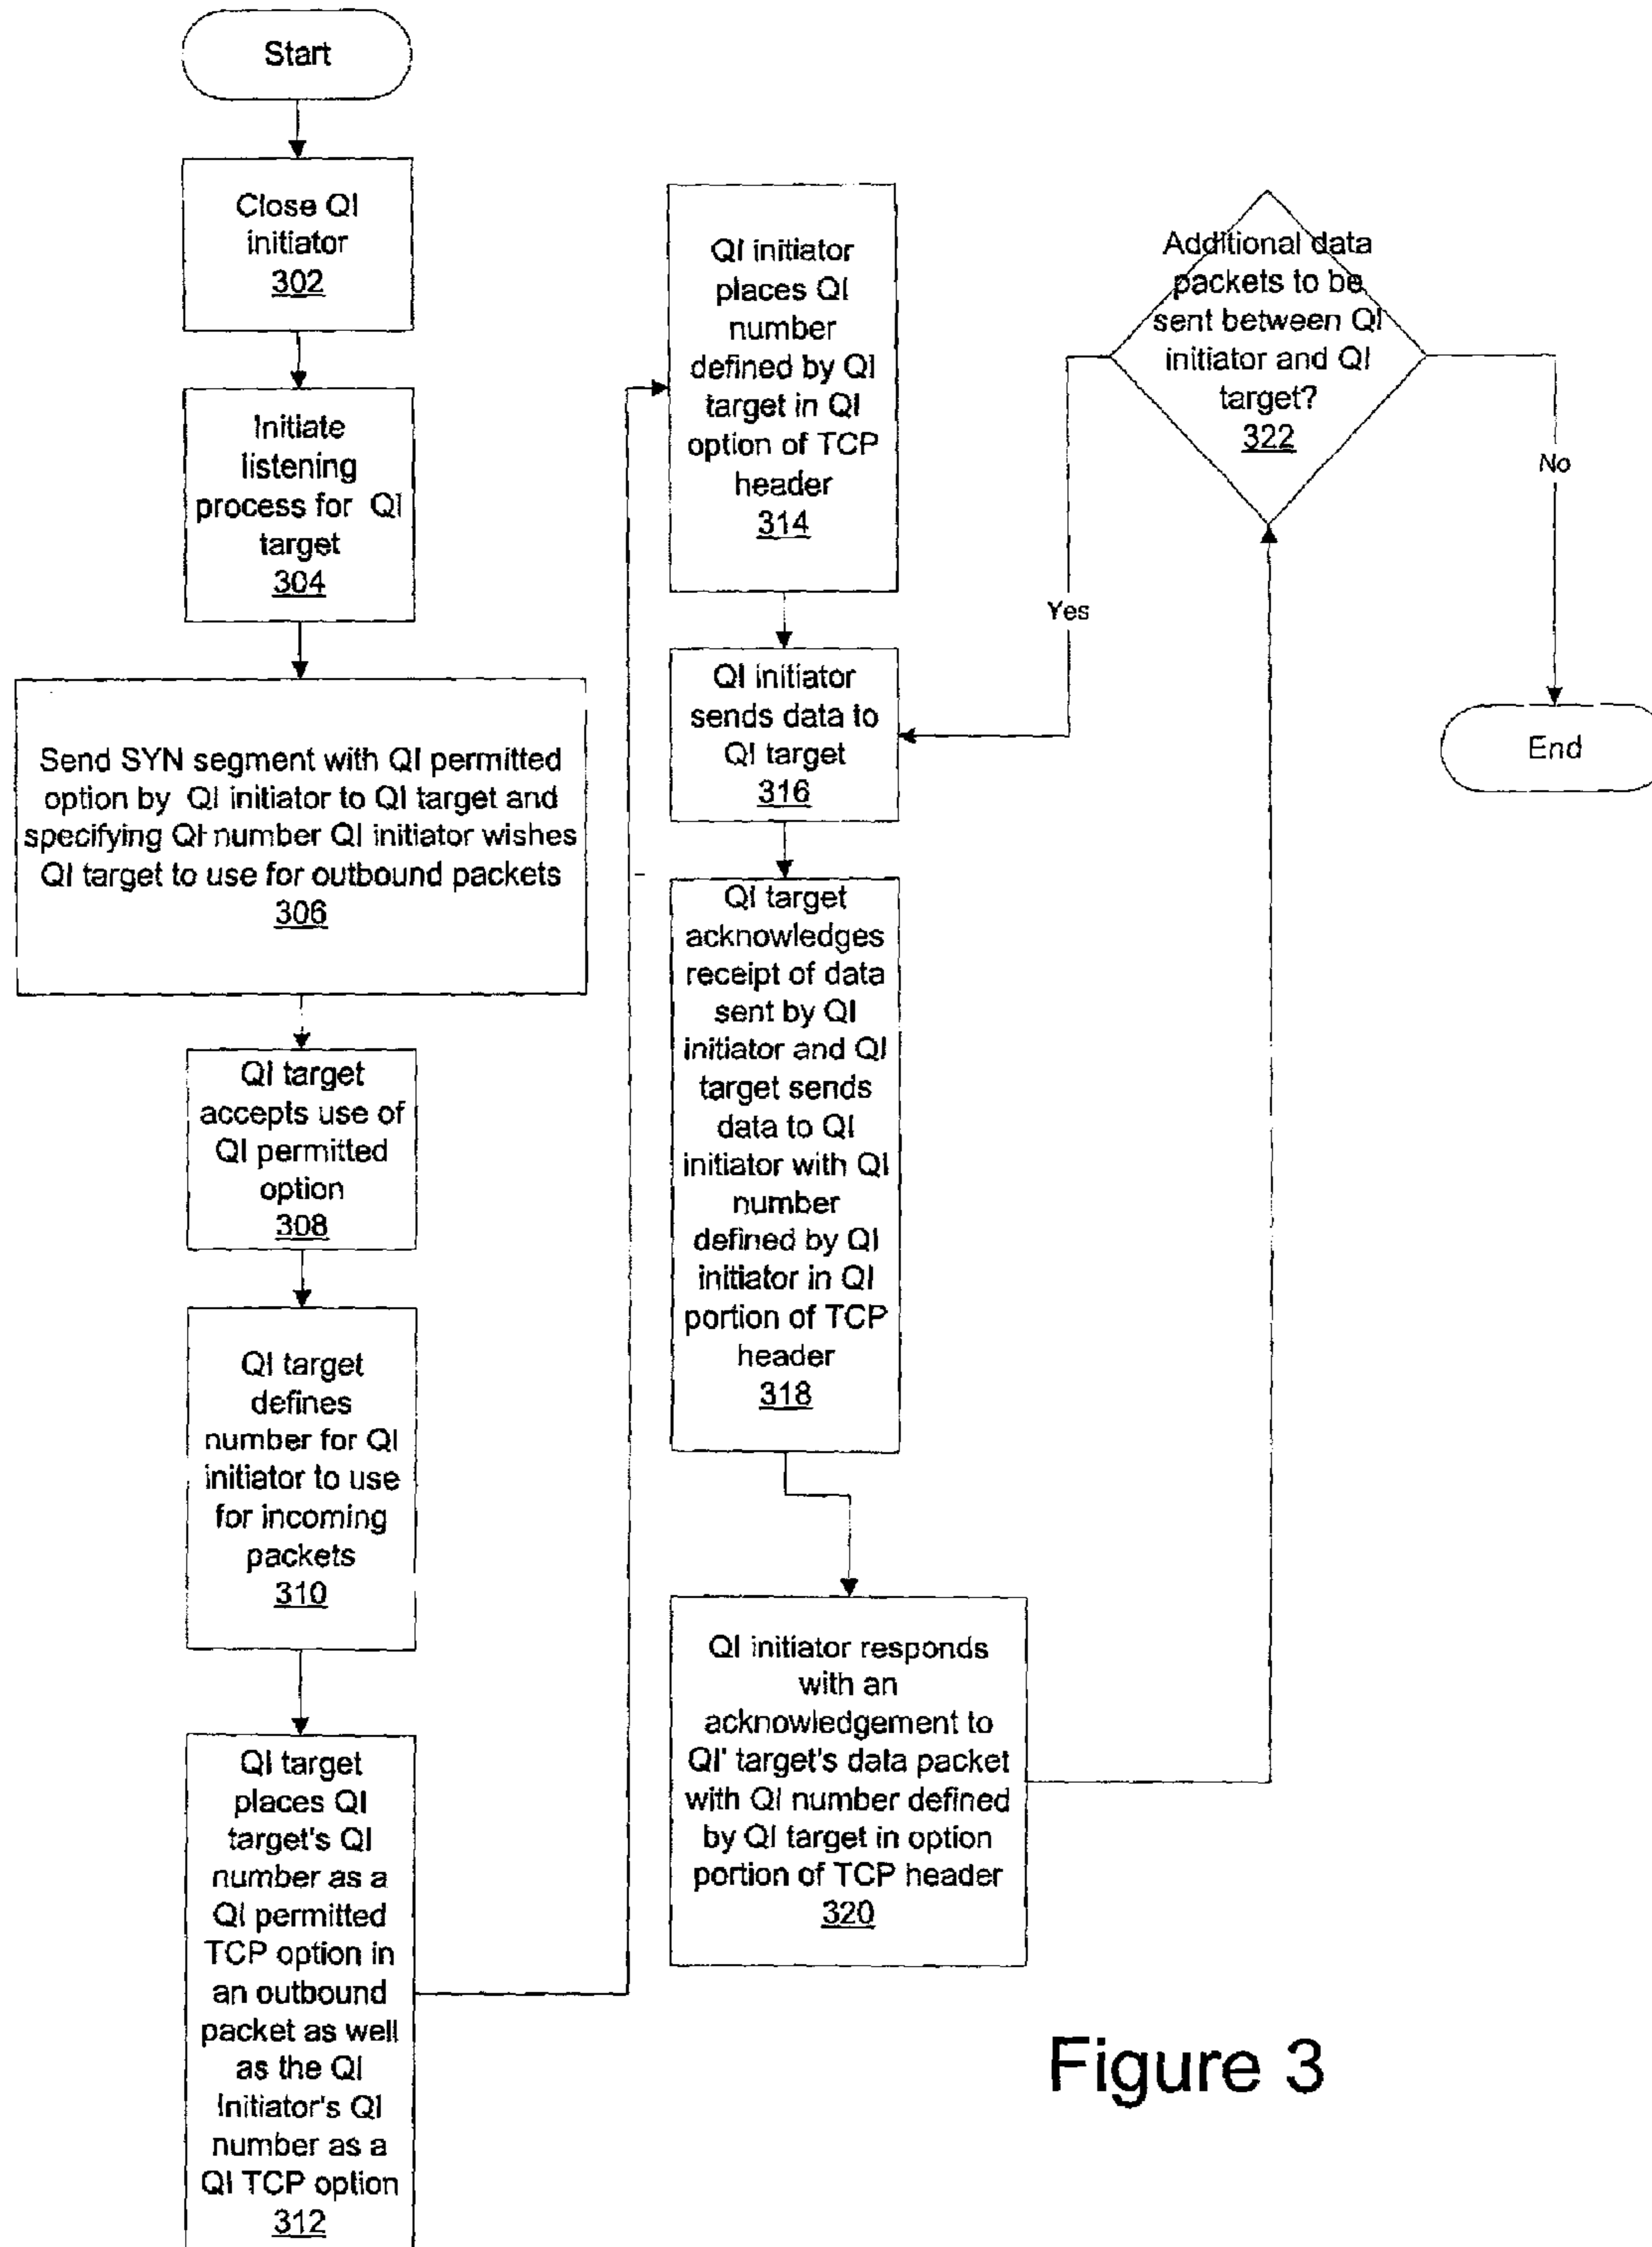 Start
Close QI
initiator
302
Initiate
listening
process for QI
target
304
Send SYN segment with QI permitted
option by QI initiator to QI target and
specifying QI number QI initiator wishes
QI target to use for outbound packets
306
QI target
accepts use of
QI permitted
option
308
QI target
defines
number for QI
initiator to use
for incoming
packets
310
QI target
places QI
target's QI
number as a
QI permitted
TCP option in
an outbound
packet as well
as the QI
Initiator's QI
number as a
QI TCP option
312
QI initiator
places QI
number
defined by QI
target in QI
option of TCP
header
314
QI initiator
sends data to
QI target
316
QI target
acknowledges
receipt of data
sent by QI
initiator and QI
target sends
data to QI
initiator with QI
number
defined by QI
initiator in QI
portion of TCP
header
318
QI initiator responds
with an
acknowledgement to
QI' target's data packet
with QI number defined
by QI target in option
portion of TCP header
320
Additional data
packets to be
sent between QI
initiator and QI
target?
322
Yes
No
End
Figure 3